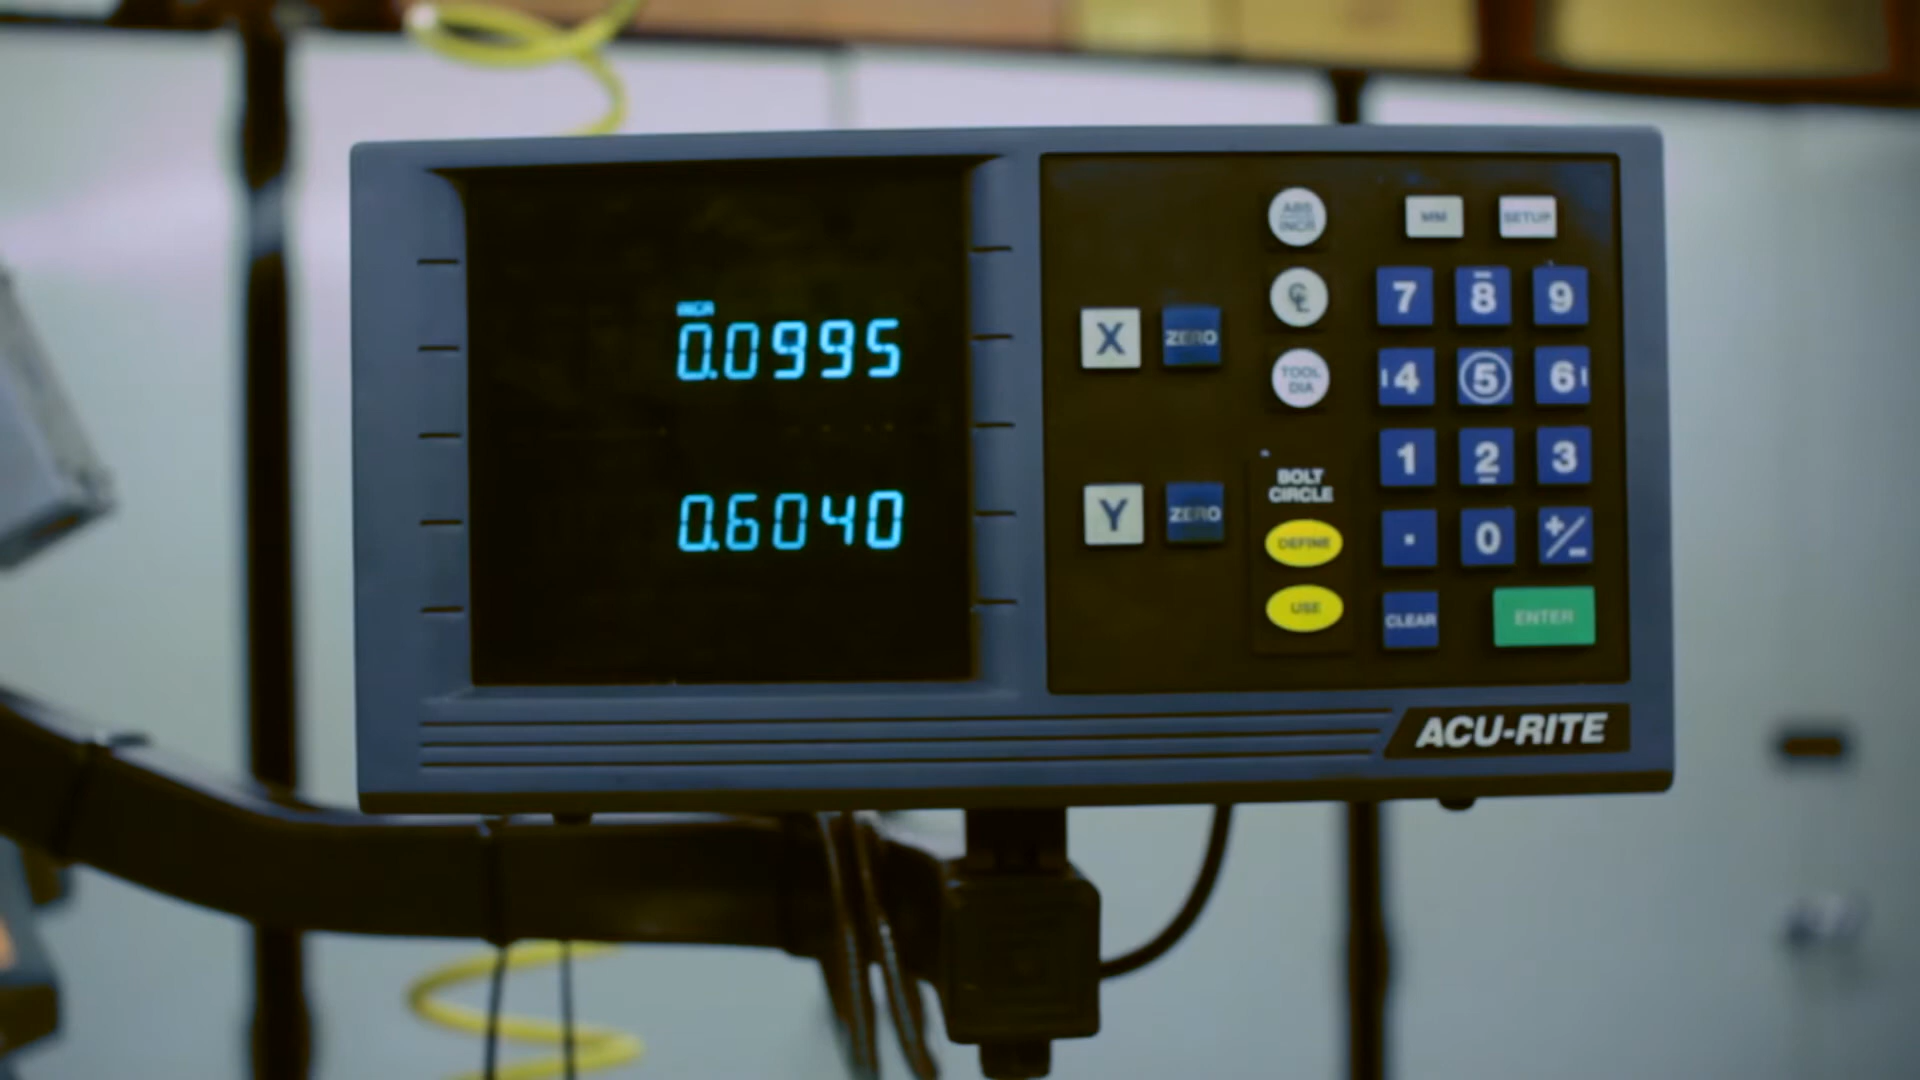 INCR
0.0995
0.6040
X ZERO
Y ZERO
ABS
INCR
CL
TOOL
DIA
BOLT
CIRCLE
DEFINE
USE
MM SETUP
7 8 9
4 5 6
1 2 3
. 0 +/-
CLEAR ENTER
ACU-RITE